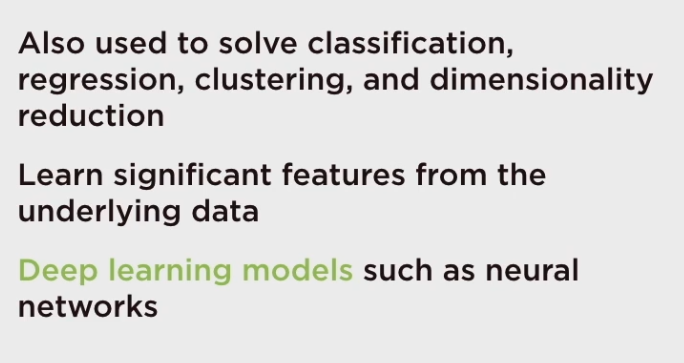 Also used to solve classification,
regression, clustering, and dimensionality
reduction
Learn significant features from the
underlying data
Deep learning models such as neural
networks